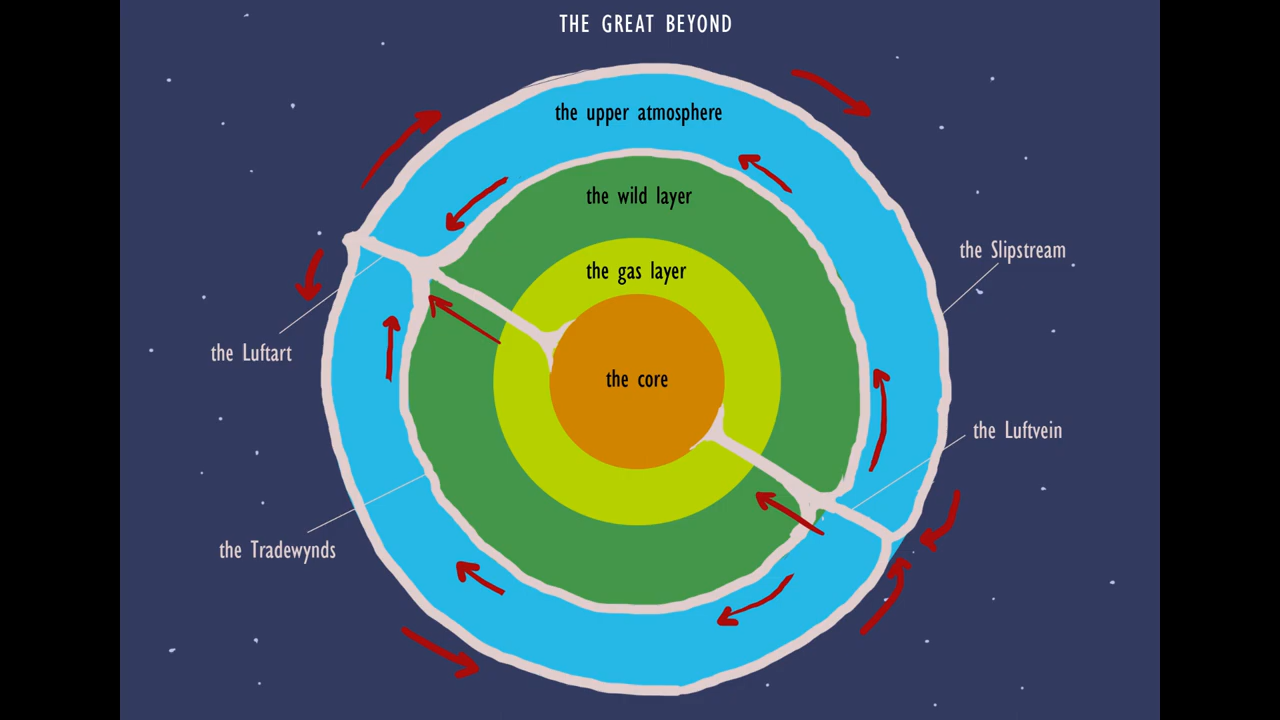 THE GREAT BEYOND
the upper atmosphere
the wild layer
the gas layer
the Slipstream
the Luftart
the core
the Luftvein
the Tradewynds